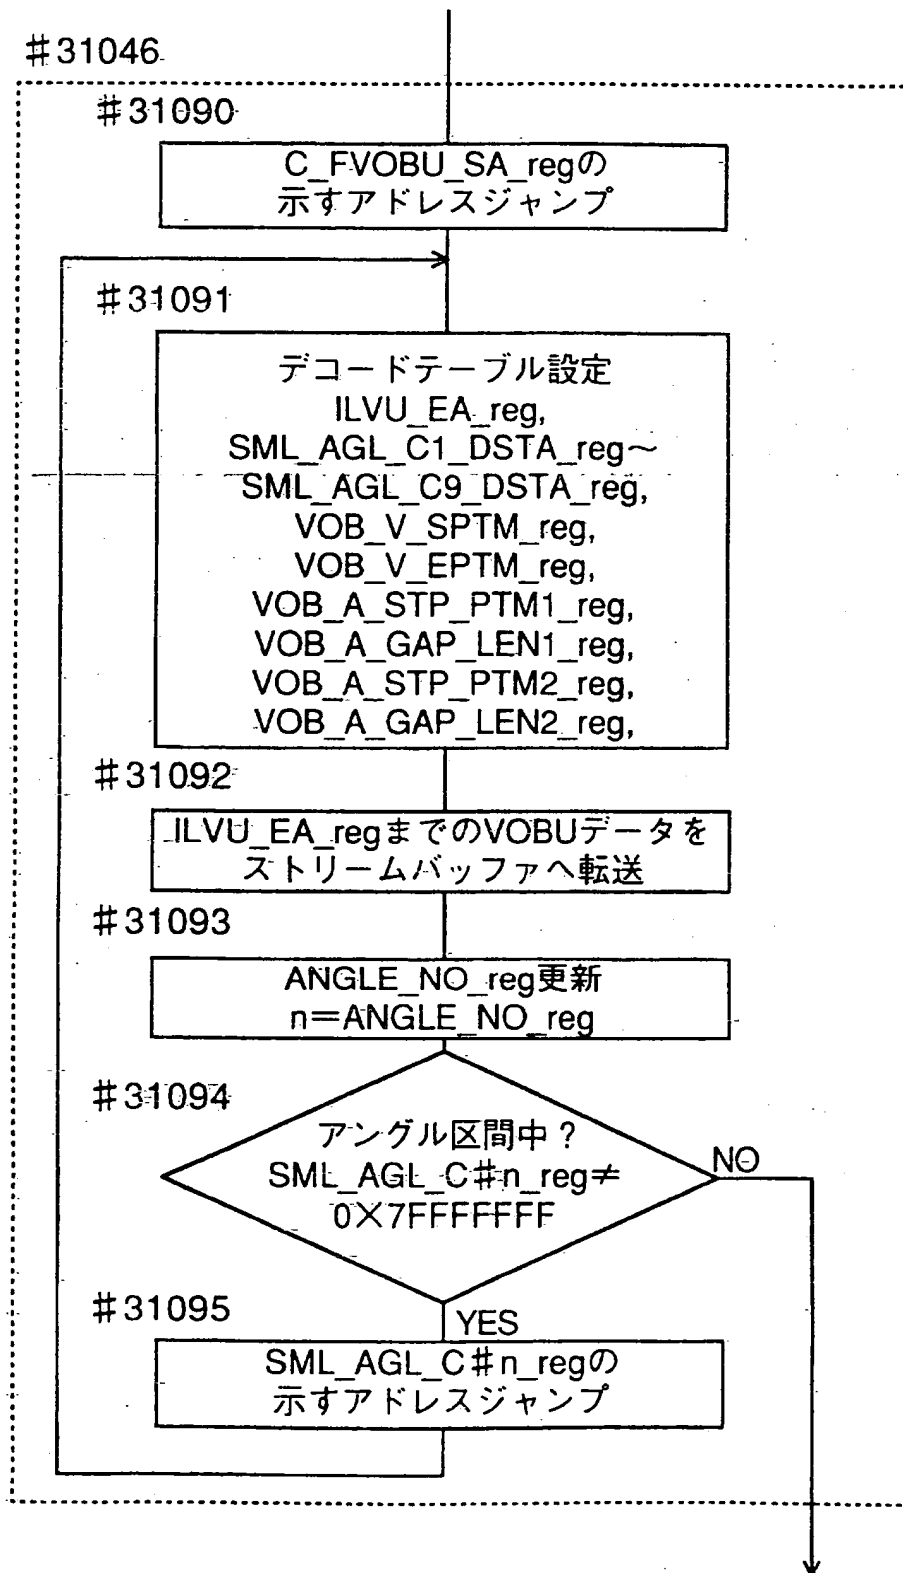 #31046
#31090
C_FVOBU_SA_regの
示すアドレスジャンプ
#31091
デコードテーブル設定
ILVU_EA_reg,
SML_AGL_C1_DSTA_reg～
SML_AGL_C9_DSTA_reg,
VOB_V_SPTM_reg,
VOB_V_EPTM_reg,
VOB_A_STP_PTM1_reg,
VOB_A_GAP_LEN1_reg,
VOB_A_STP_PTM2_reg,
VOB_A_GAP_LEN2_reg,
#31092
ILVU_EA_regまでのVOBUデータを
ストリームバッファへ転送
#31093
ANGLE_NO_reg更新
n＝ANGLE_NO_reg
#31094
アングル区間中？
SML_AGL_C#n_reg≠
0×7FFFFFFF
NO
#31095
YES
SML_AGL_C#n_regの
示すアドレスジャンプ